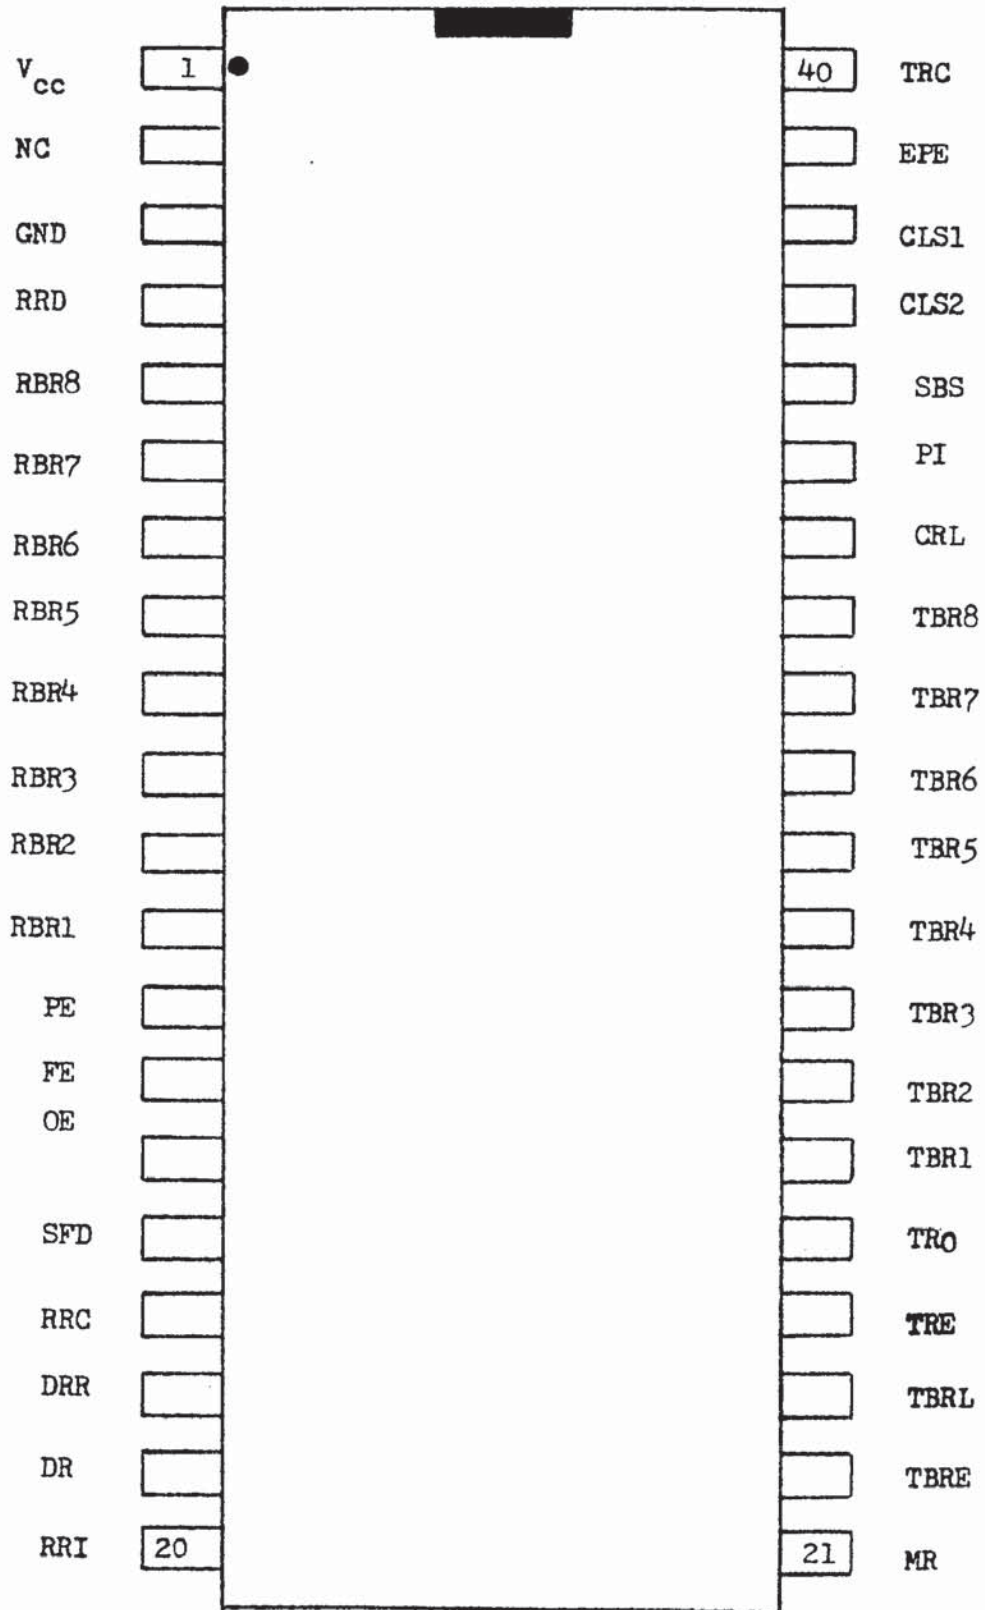 V_cc 1 40 TRC
NC EPE
GND CLS1
RRD CLS2
RBR8 SBS
RBR7 PI
RBR6 CRL
RBR5 TBR8
RBR4 TBR7
RBR3 TBR6
RBR2 TBR5
RBR1 TBR4
PE TBR3
FE TBR2
OE TBR1
SFD TRO
RRC TRE
DRR TBRL
DR TBRE
RRI 20 21 MR